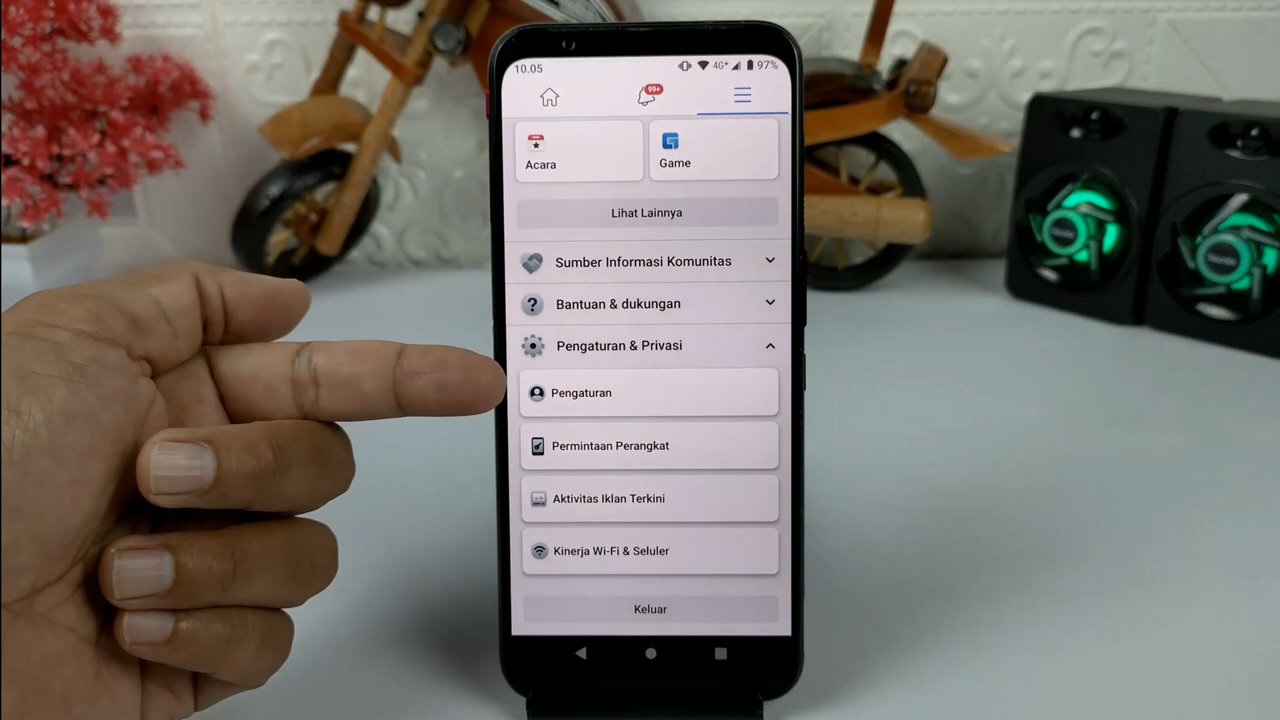 10.05
4G+
97%
99+
Acara
Game
Lihat Lainnya
Sumber Informasi Komunitas
Bantuan & dukungan
Pengaturan & Privasi
Pengaturan
Permintaan Perangkat
Aktivitas Iklan Terkini
Kinerja Wi-Fi & Seluler
Keluar